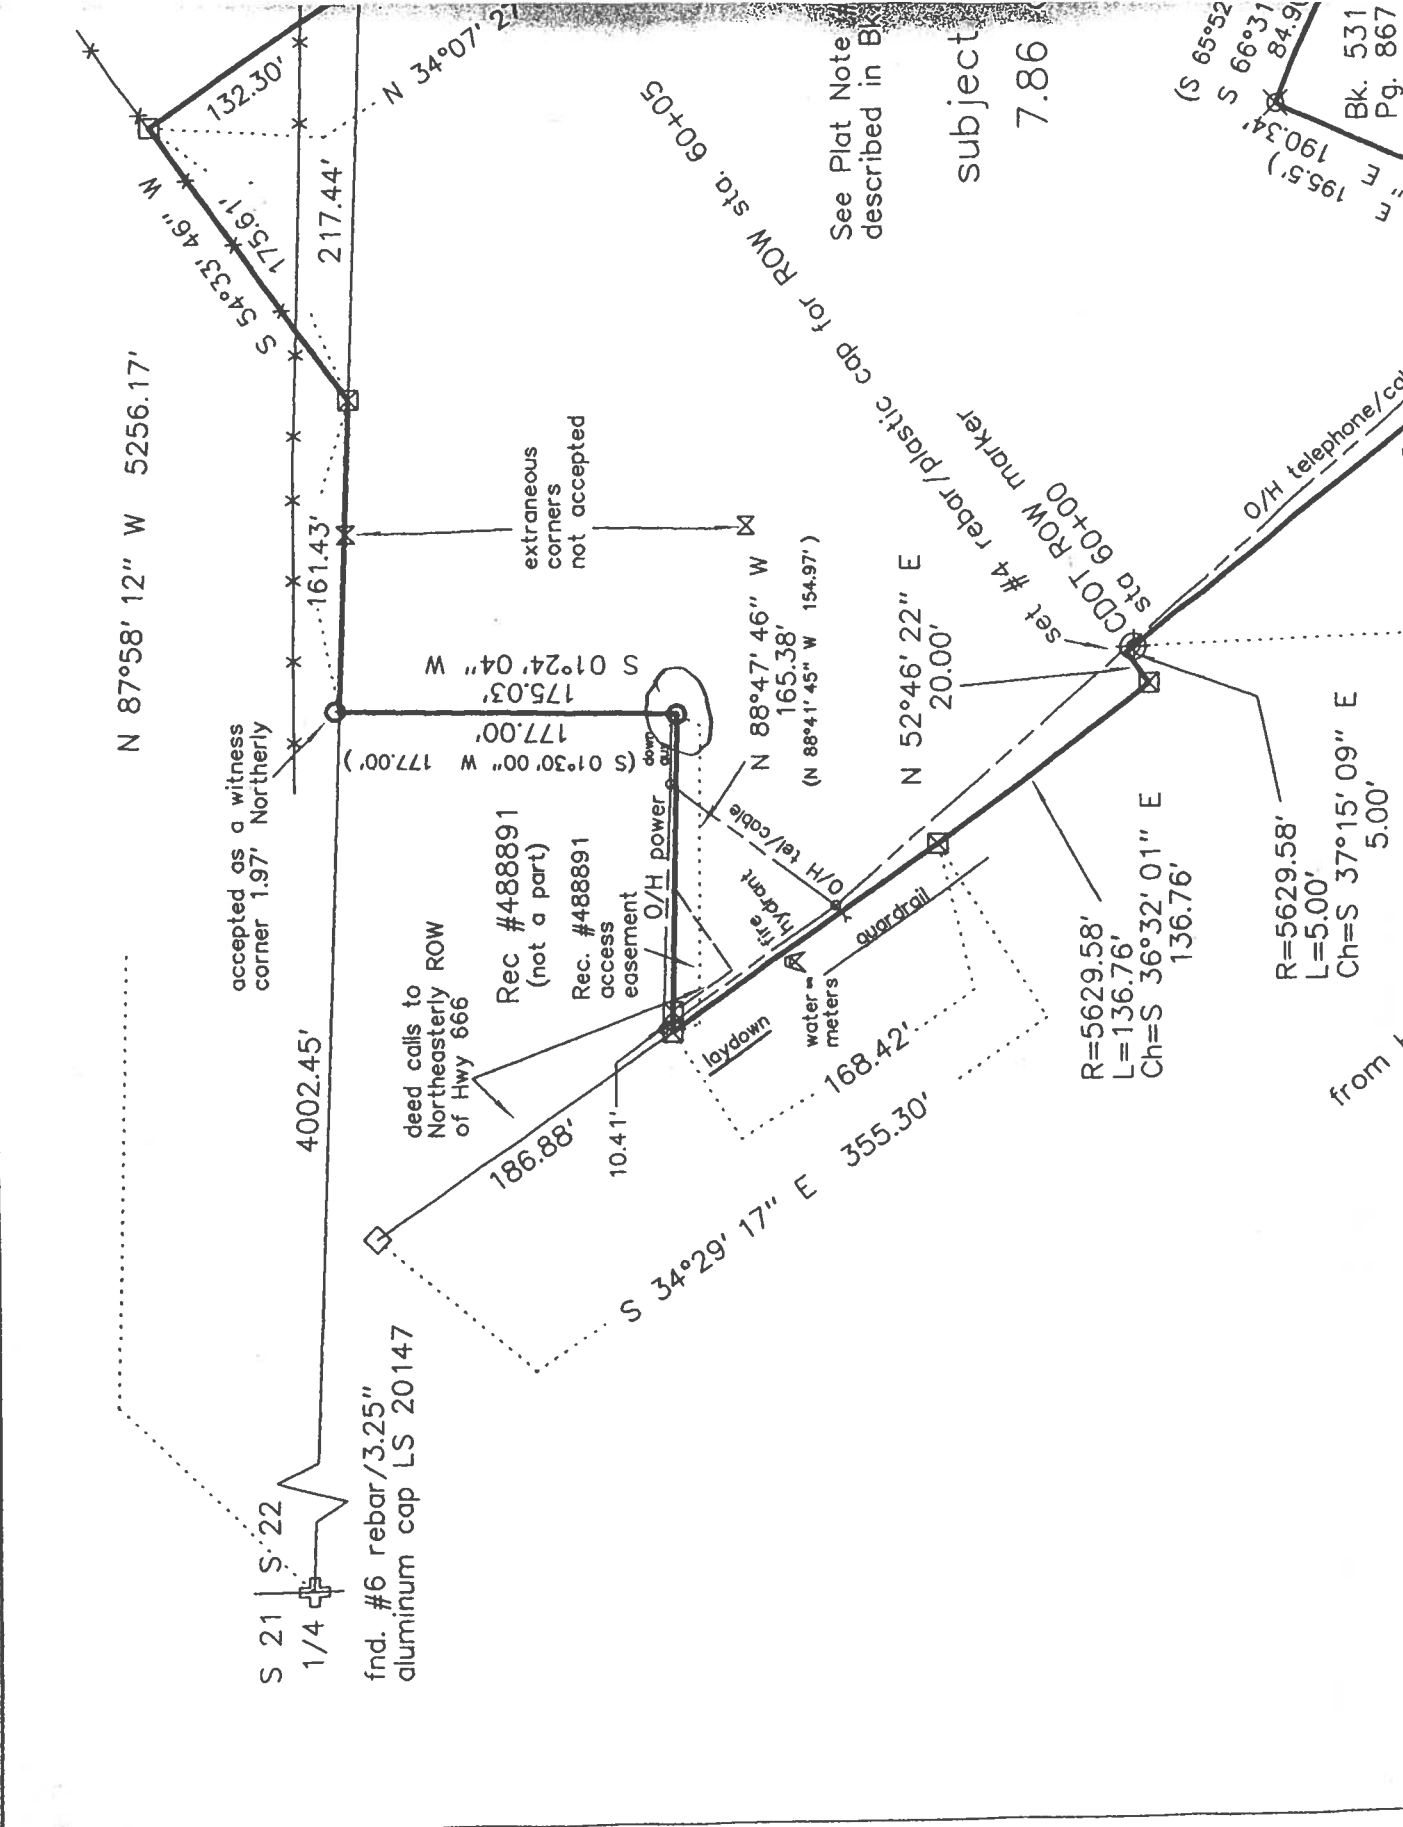 N 87°58' 12" W 5256.17'
132.30'
N 34°07'
S 54°33' 46" W
175.61'
217.44'
161.43'
accepted as a witness
corner 1.97' Northerly
4002.45'
S 21 | S 22
1/4
fnd. #6 rebar/3.25"
aluminum cap LS 20147
extraneous
corners
not accepted
S 01°24' 04" W
175.03'
177.00'
(S 01°30' 00" W 177.00')
down
guy
deed calls to
Northeasterly ROW
of Hwy 666
Rec #488891
(not a part)
Rec. #488891
access
easement
O/H power
N 88°47' 46" W
165.38'
(N 88°41' 45" W 154.97')
186.88'
10.41'
O/H tel/cable
fire
hydrant
water
meters
guardrail
laydown
168.42'
S 34°29' 17" E 355.30'
N 52°46' 22" E
20.00'
set #4 rebar/plastic cap for ROW sta. 60+05
CDOT ROW marker
sta 60+00
O/H telephone/ca
R=5629.58'
L=136.76'
Ch=S 36°32' 01" E
136.76'
R=5629.58'
L=5.00'
Ch=S 37°15' 09" E
5.00'
from
See Plat Note
described in Bk
subject
7.86
(S 65°52
S 66°31
84.9
190.34'
195.5')
E
" E
E
Bk. 531
Pg. 867